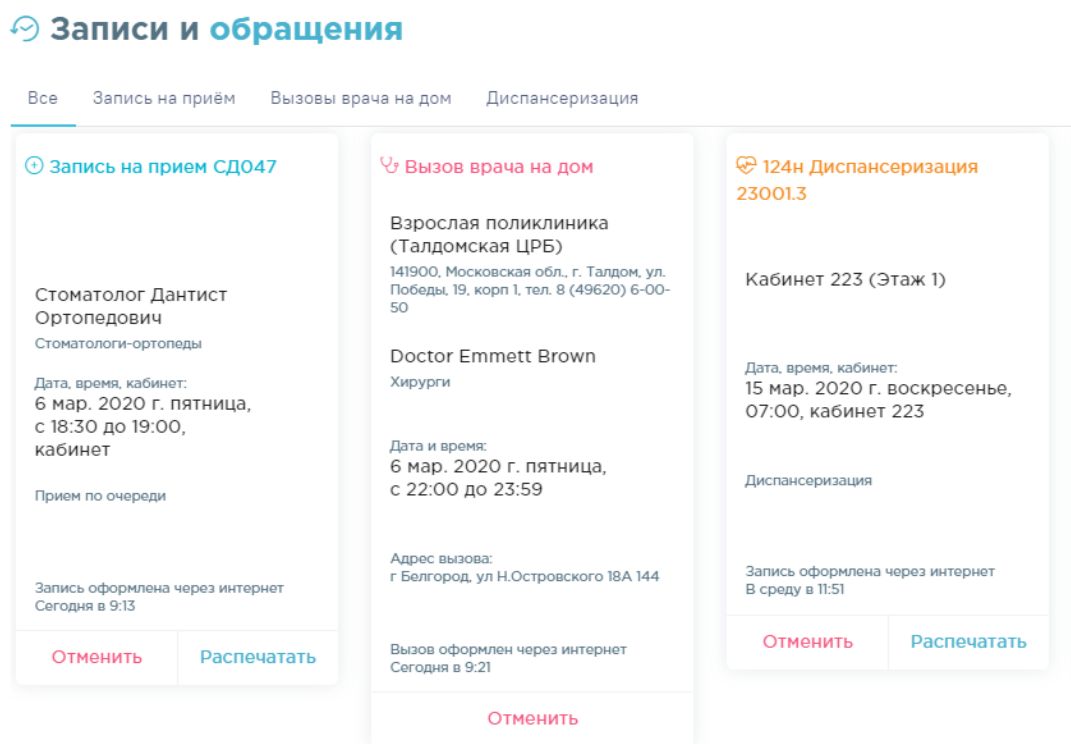 Записи и обращения
Все
Запись на приём
Вызовы врача на дом
Диспансеризация
Запись на прием СД047
Стоматолог Дантист
Ортопедович
Стоматологи-ортопеды
Дата, время, кабинет:
6 мар. 2020 г. пятница,
с 18:30 до 19:00,
кабинет
Прием по очереди
Запись оформлена через интернет
Сегодня в 9:13
Отменить
Распечатать
Вызов врача на дом
Взрослая поликлиника
(Талдомская ЦРБ)
141900, Московская обл., г. Талдом, ул.
Победы, 19, корп 1, тел. 8 (49620) 6-00-
50
Doctor Emmett Brown
Хирурги
Дата и время:
6 мар. 2020 г. пятница,
с 22:00 до 23:59
Адрес вызова:
г Белгород, ул Н.Островского 18А 144
Вызов оформлен через интернет
Сегодня в 9:21
Отменить
124н Диспансеризация
23001.3
Кабинет 223 (Этаж 1)
Дата, время, кабинет:
15 мар. 2020 г. воскресенье,
07:00, кабинет 223
Диспансеризация
Запись оформлена через интернет
В среду в 11:51
Отменить
Распечатать